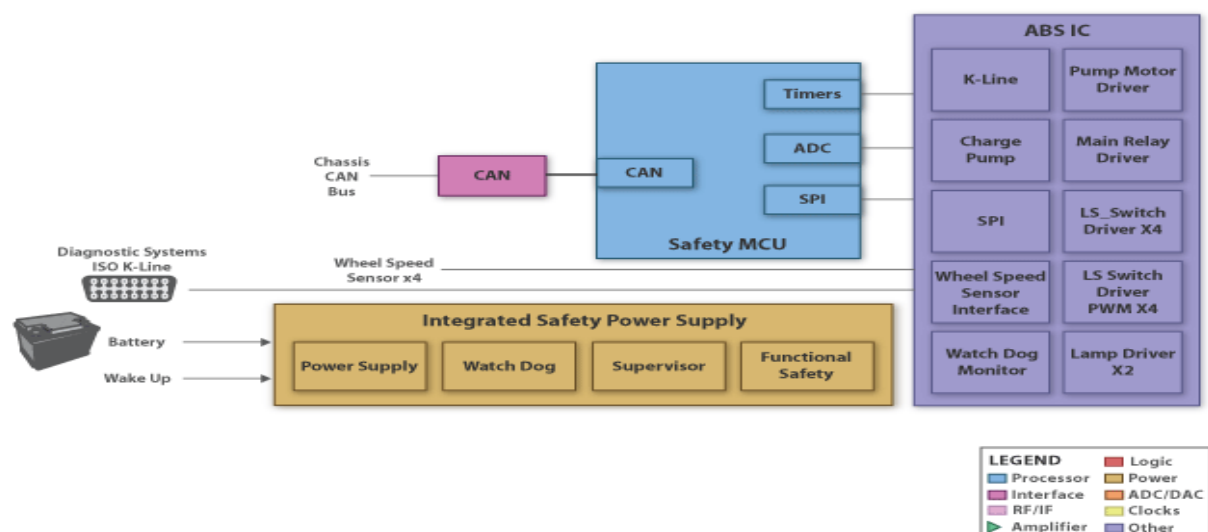 ABS IC
K-Line
Pump Motor
Driver
Charge
Pump
Main Relay
Driver
SPI
LS_Switch
Driver X4
Wheel Speed
Sensor
Interface
LS Switch
Driver
PWM X4
Watch Dog
Monitor
Lamp Driver
X2
Timers
ADC
SPI
CAN
Safety MCU
CAN
Chassis
CAN
Bus
Diagnostic Systems
ISO K-Line
Wheel Speed
Sensor x4
Battery
Wake Up
Integrated Safety Power Supply
Power Supply
Watch Dog
Supervisor
Functional
Safety
LEGEND
Processor
Interface
RF/IF
Amplifier
Logic
Power
ADC/DAC
Clocks
Other